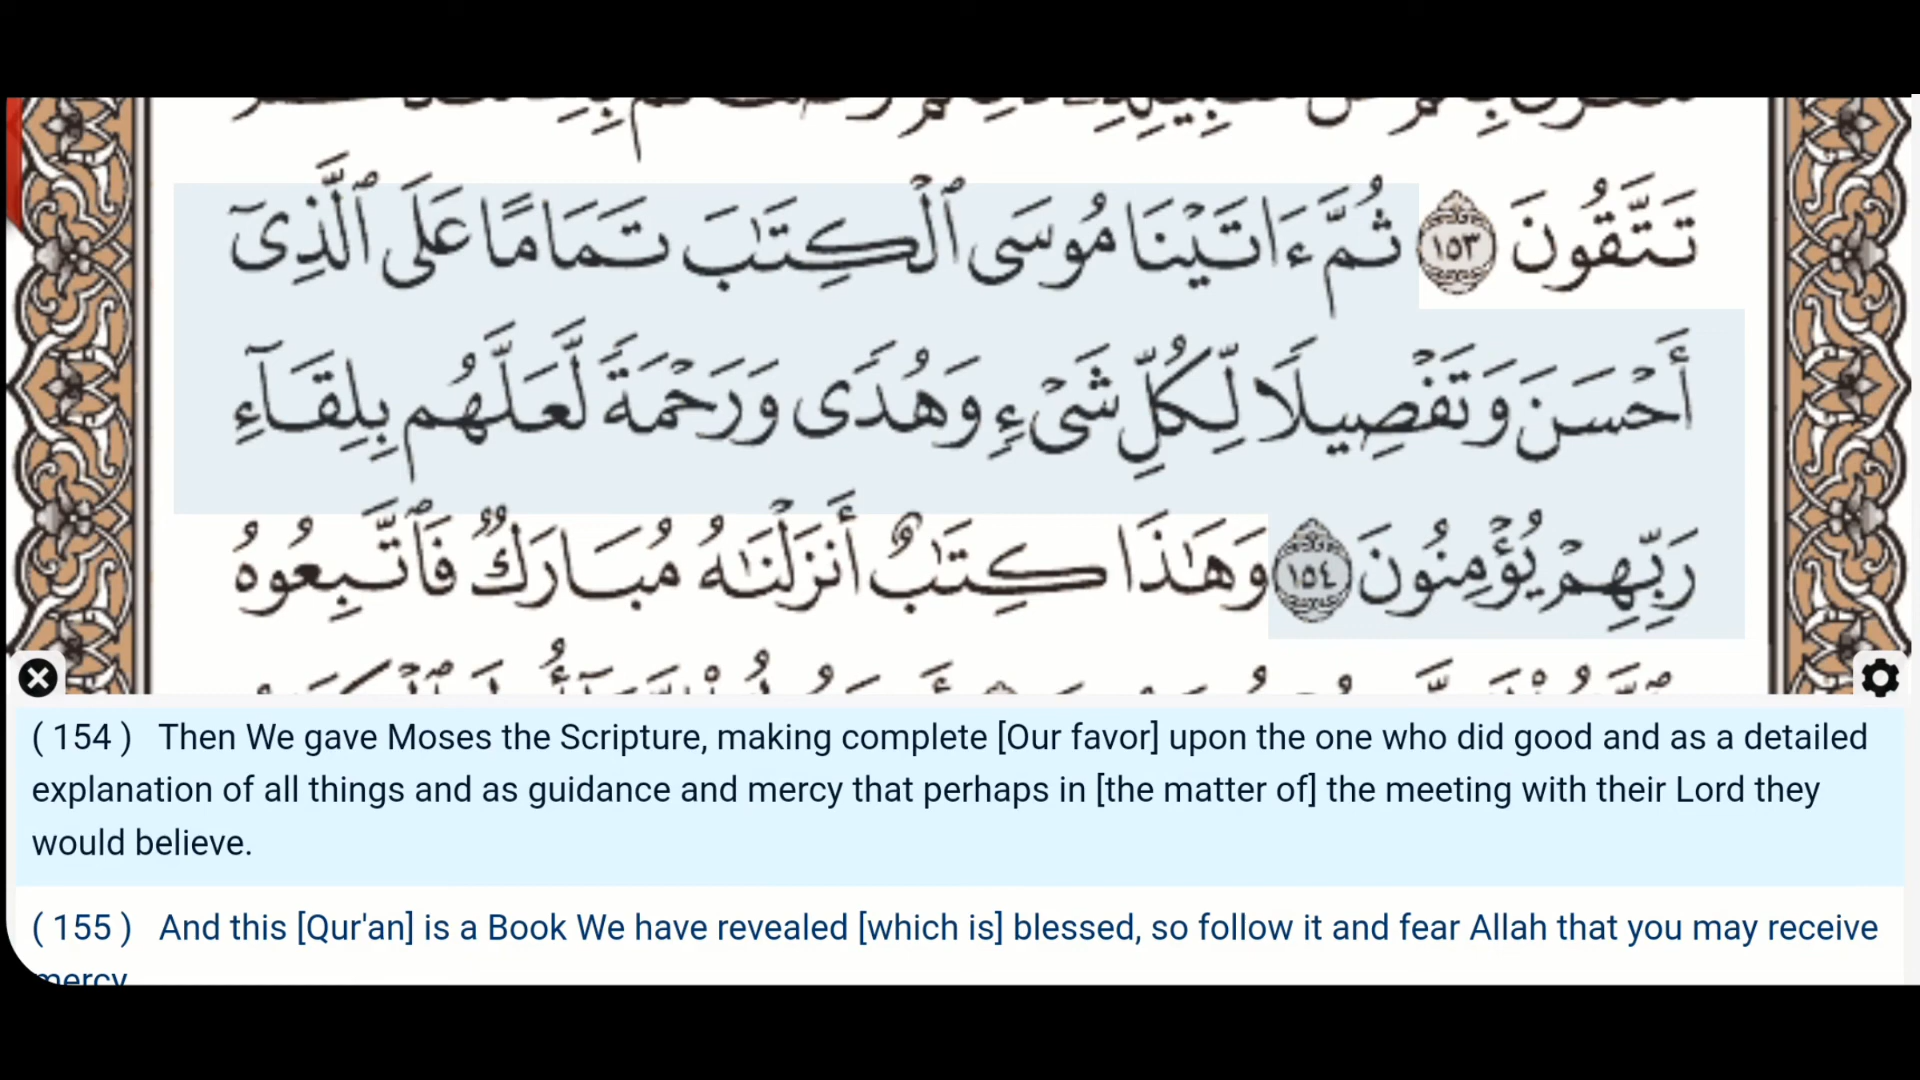 تَتَّقُونَ ١٥٣ ثُمَّ ءَاتَيْنَا مُوسَى ٱلْكِتَٰبَ تَمَامًا عَلَى ٱلَّذِىٓ
أَحْسَنَ وَتَفْصِيلًا لِّكُلِّ شَىْءٍ وَهُدًى وَرَحْمَةً لَّعَلَّهُم بِلِقَآءِ
رَبِّهِمْ يُؤْمِنُونَ ١٥٤ وَهَٰذَا كِتَٰبٌ أَنزَلْنَٰهُ مُبَارَكٌ فَٱتَّبِعُوهُ
( 154 ) Then We gave Moses the Scripture, making complete [Our favor] upon the one who did good and as a detailed
explanation of all things and as guidance and mercy that perhaps in [the matter of] the meeting with their Lord they
would believe.
( 155 ) And this [Qur'an] is a Book We have revealed [which is] blessed, so follow it and fear Allah that you may receive
mercy